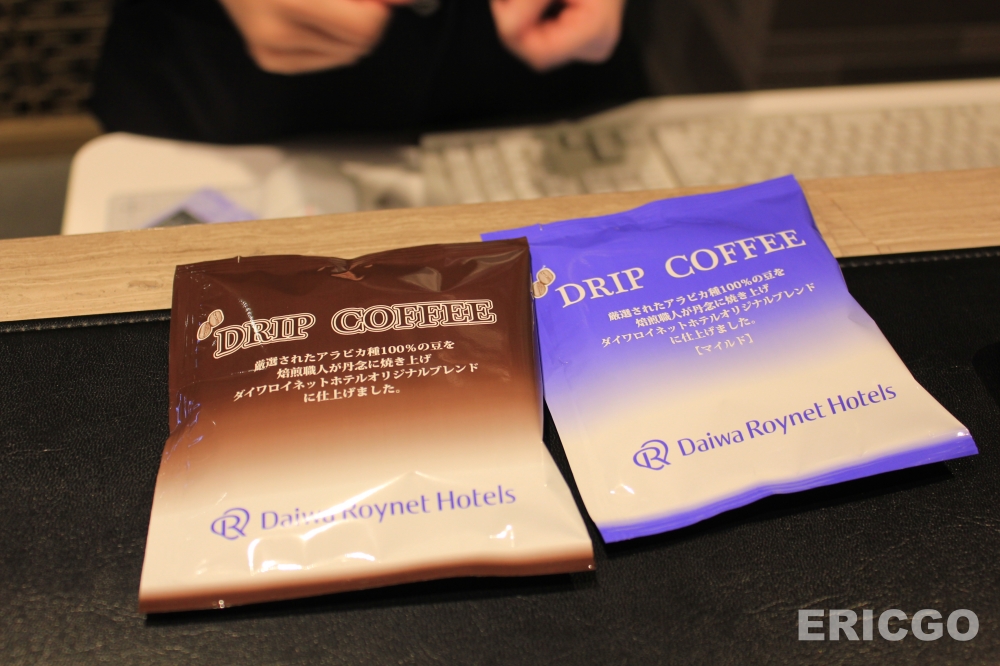 DRIP COFFEE
厳選されたアラビカ種100%の豆を
焙煎職人が丹念に焼き上げ
ダイワロイネットホテルオリジナルブレンド
に仕上げました。
Daiwa Roynet Hotels
DRIP COFFEE
厳選されたアラビカ種100%の豆を
焙煎職人が丹念に焼き上げ
ダイワロイネットホテルオリジナルブレンド
に仕上げました。
【マイルド】
Daiwa Roynet Hotels
ERICGO